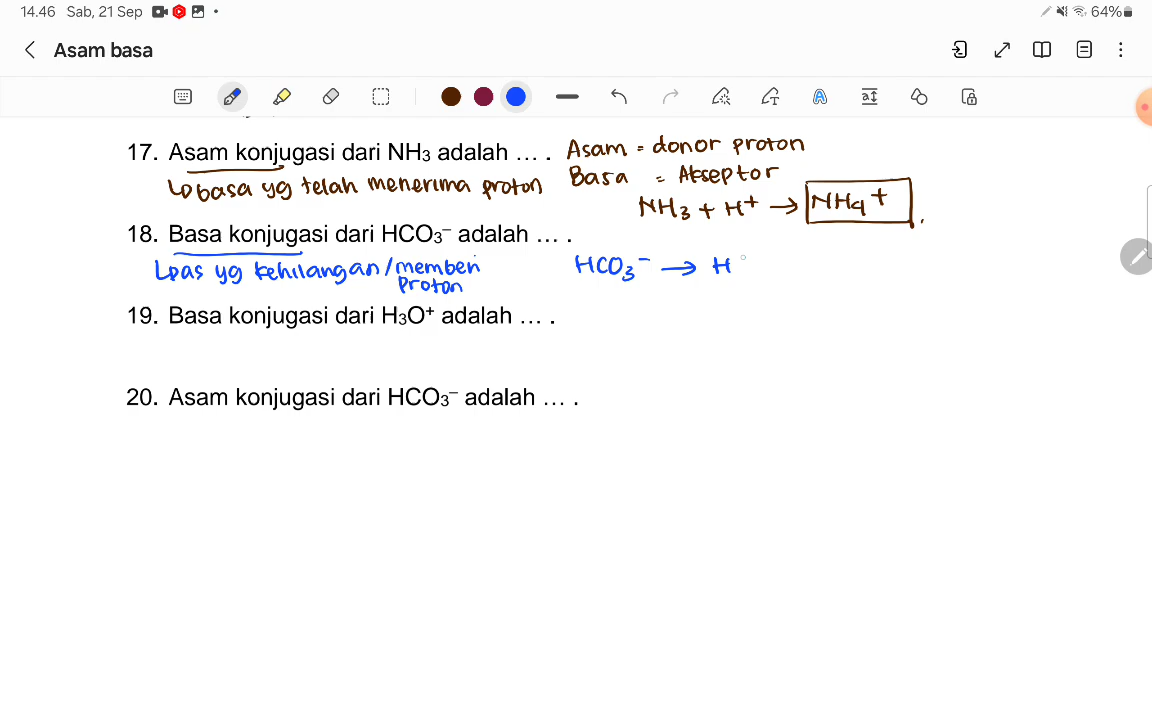 14.46 Sab, 21 Sep 64%
Asam basa
17. Asam konjugasi dari NH₃ adalah … . Asam = donor proton
↳ basa yg telah menerima proton Basa = Akseptor
NH₃ + H⁺ → NH₄⁺
18. Basa konjugasi dari HCO₃⁻ adalah … .
yg kehilangan/memberi HCO₃⁻ → H
proton
19. Basa konjugasi dari H₃O⁺ adalah … .
20. Asam konjugasi dari HCO₃⁻ adalah … .